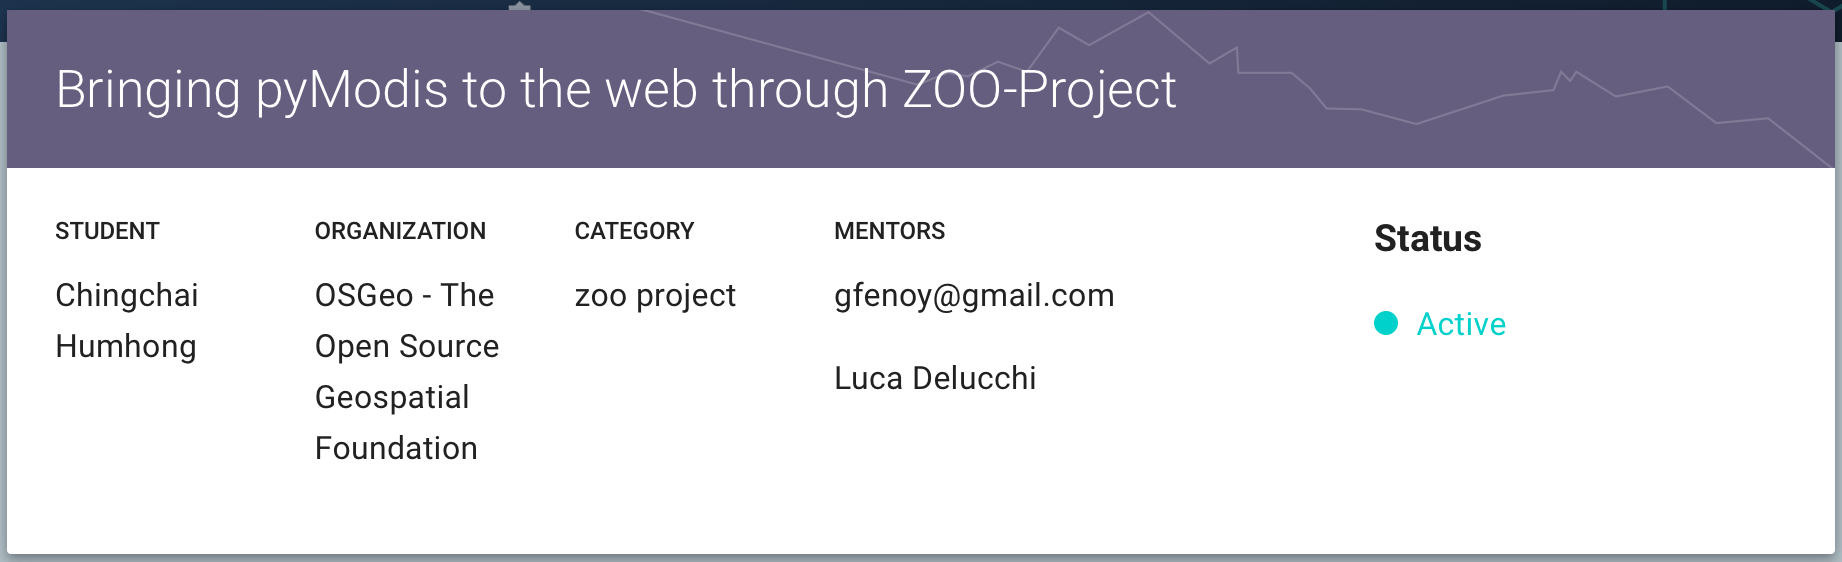 Bringing pyModis to the web through ZOO-Project
STUDENT
Chingchai
Humhong
ORGANIZATION
OSGeo - The
Open Source
Geospatial
Foundation
CATEGORY
zoo project
MENTORS
gfenoy@gmail.com
Luca Delucchi
Status
Active